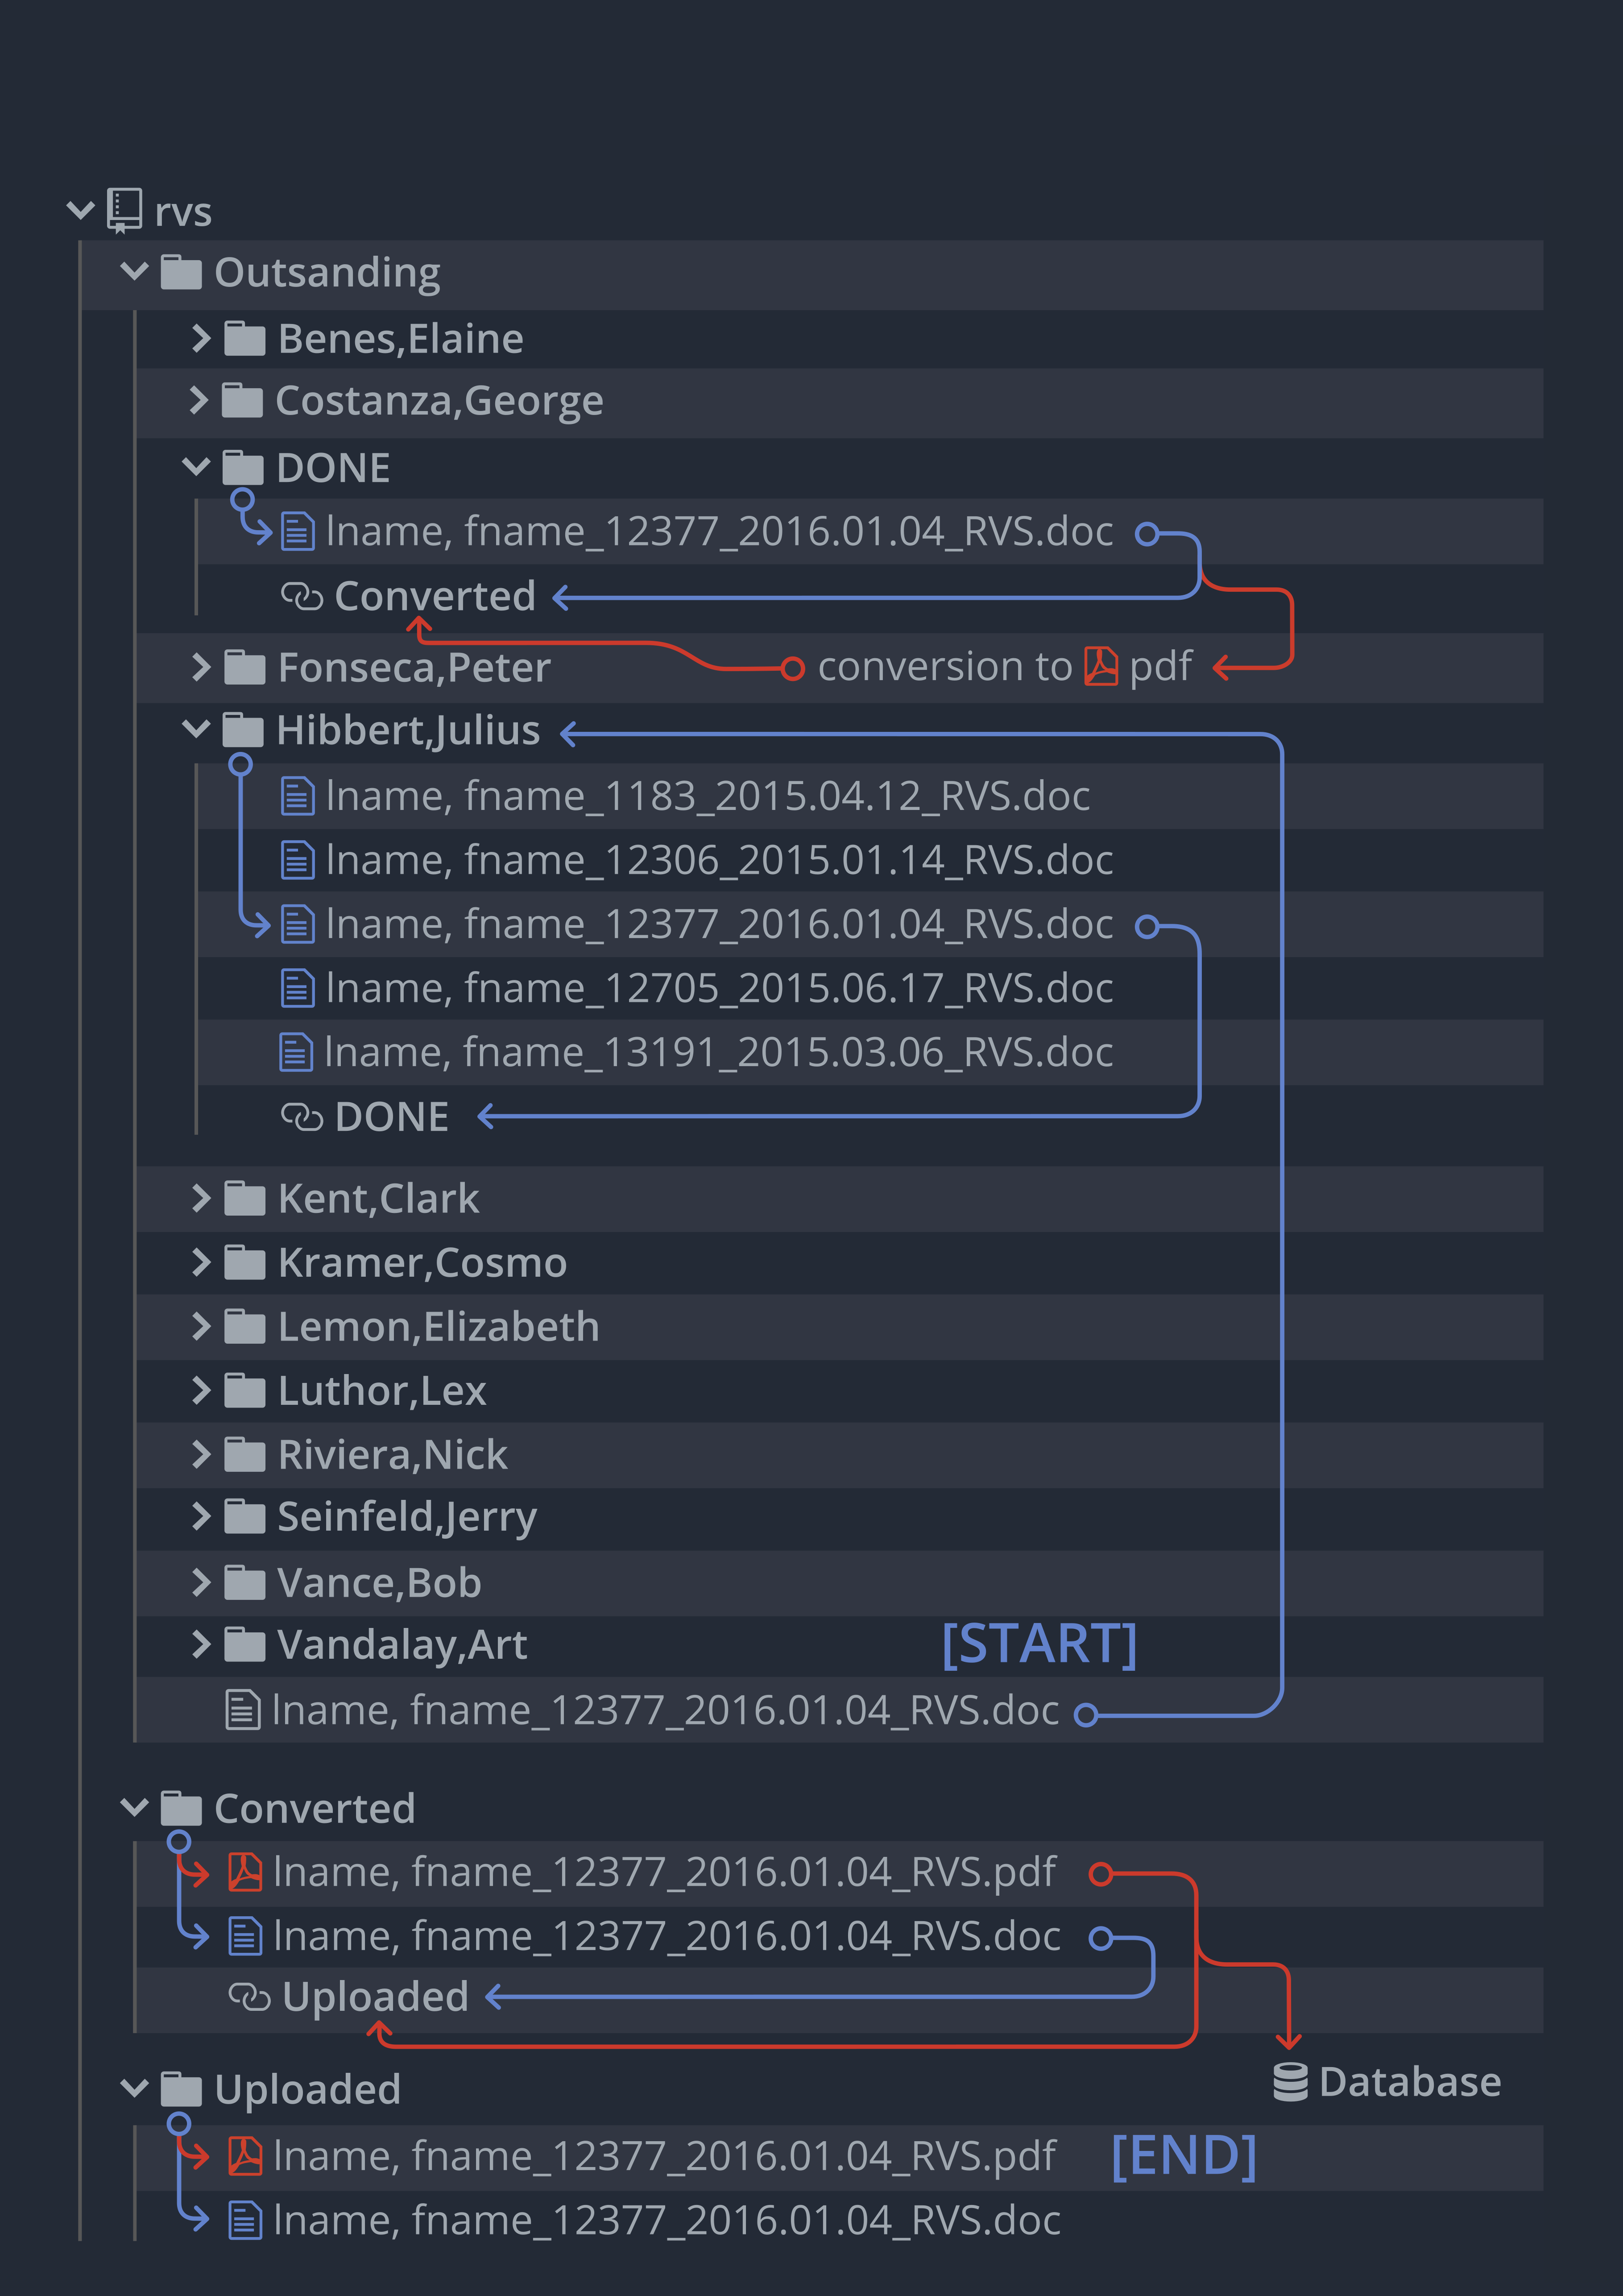 rvs
Outsanding
Benes,Elaine
Costanza,George
DONE
lname, fname_12377_2016.01.04_RVS.doc
Converted
Fonseca,Peter conversion to pdf
Hibbert,Julius
lname, fname_1183_2015.04.12_RVS.doc
lname, fname_12306_2015.01.14_RVS.doc
lname, fname_12377_2016.01.04_RVS.doc
lname, fname_12705_2015.06.17_RVS.doc
lname, fname_13191_2015.03.06_RVS.doc
DONE
Kent,Clark
Kramer,Cosmo
Lemon,Elizabeth
Luthor,Lex
Riviera,Nick
Seinfeld,Jerry
Vance,Bob
Vandalay,Art [START]
lname, fname_12377_2016.01.04_RVS.doc
Converted
lname, fname_12377_2016.01.04_RVS.pdf
lname, fname_12377_2016.01.04_RVS.doc
Uploaded
Uploaded Database
lname, fname_12377_2016.01.04_RVS.pdf [END]
lname, fname_12377_2016.01.04_RVS.doc